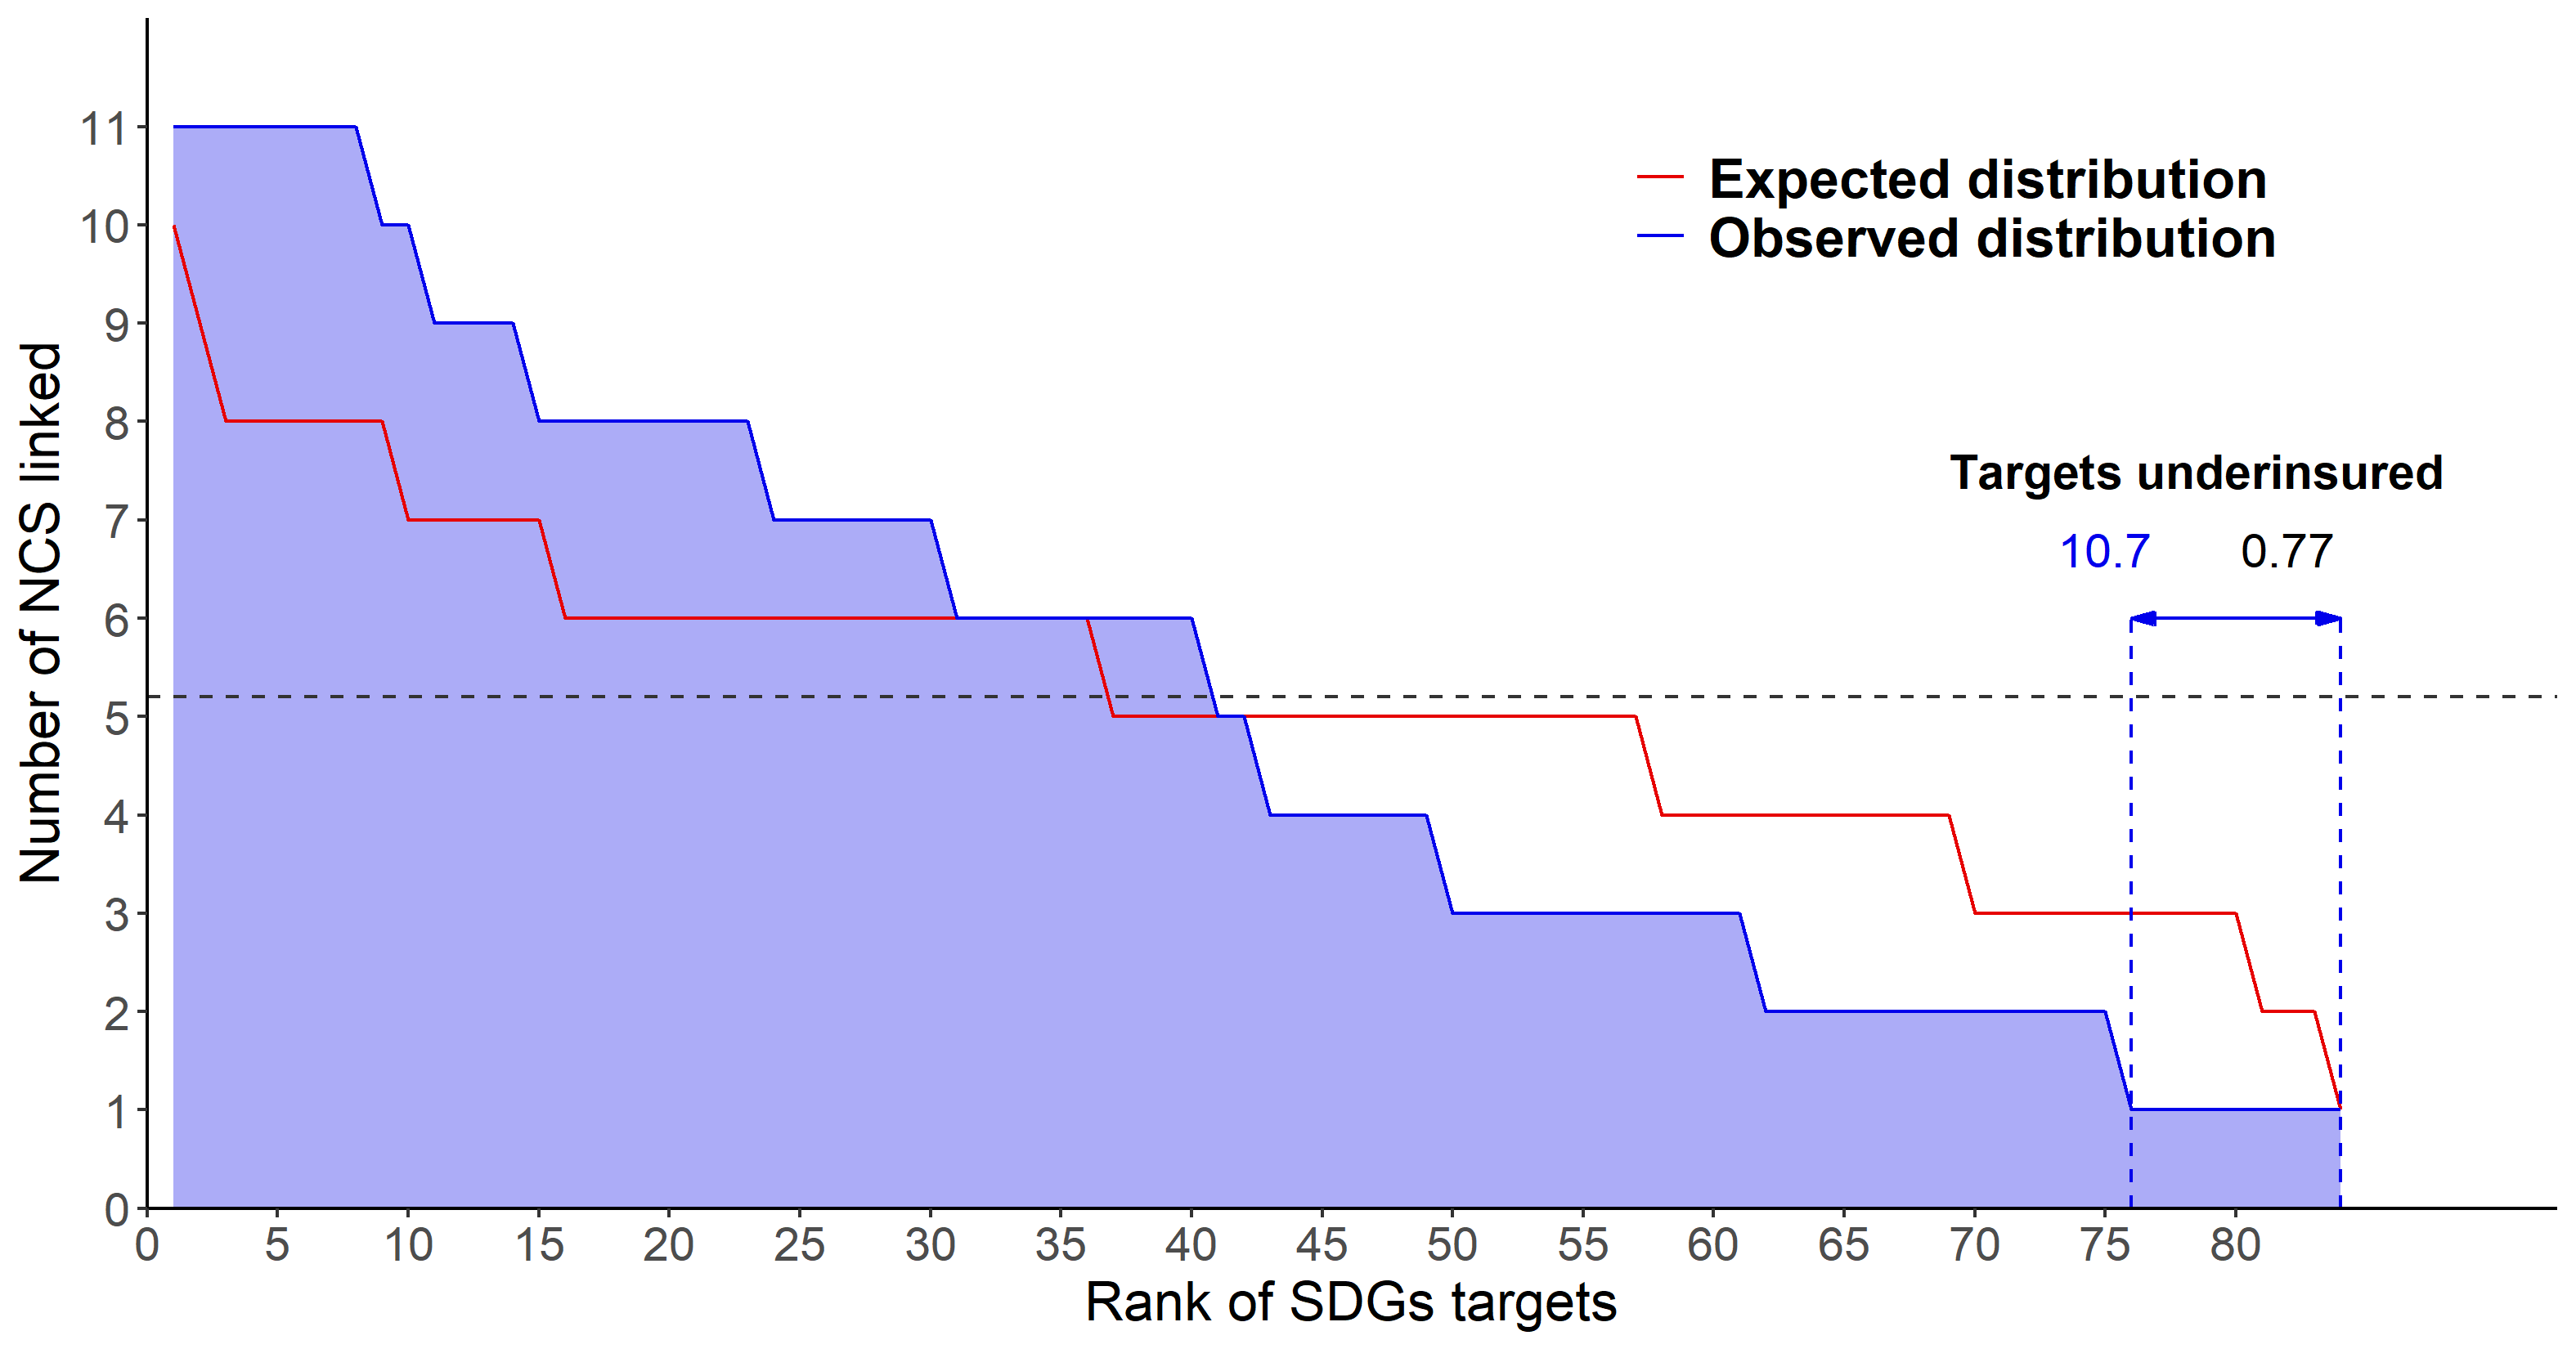 Number of NCS linked
11
10
9
8
7
6
5
4
3
2
1
0
Expected distribution
Observed distribution
Targets underinsured
10.7 0.77
0 5 10 15 20 25 30 35 40 45 50 55 60 65 70 75 80
Rank of SDGs targets